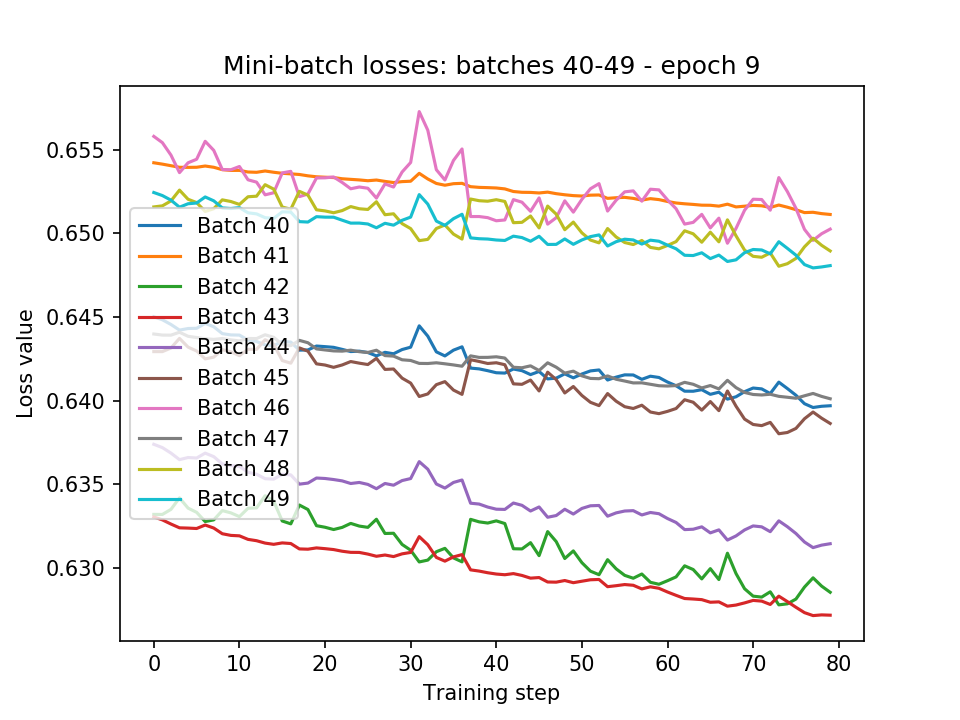 Mini-batch losses: batches 40-49 - epoch 9
0.655
0.650
0.645
0.640
0.635
0.630
Loss value
Batch 40
Batch 41
Batch 42
Batch 43
Batch 44
Batch 45
Batch 46
Batch 47
Batch 48
Batch 49
0 10 20 30 40 50 60 70 80
Training step